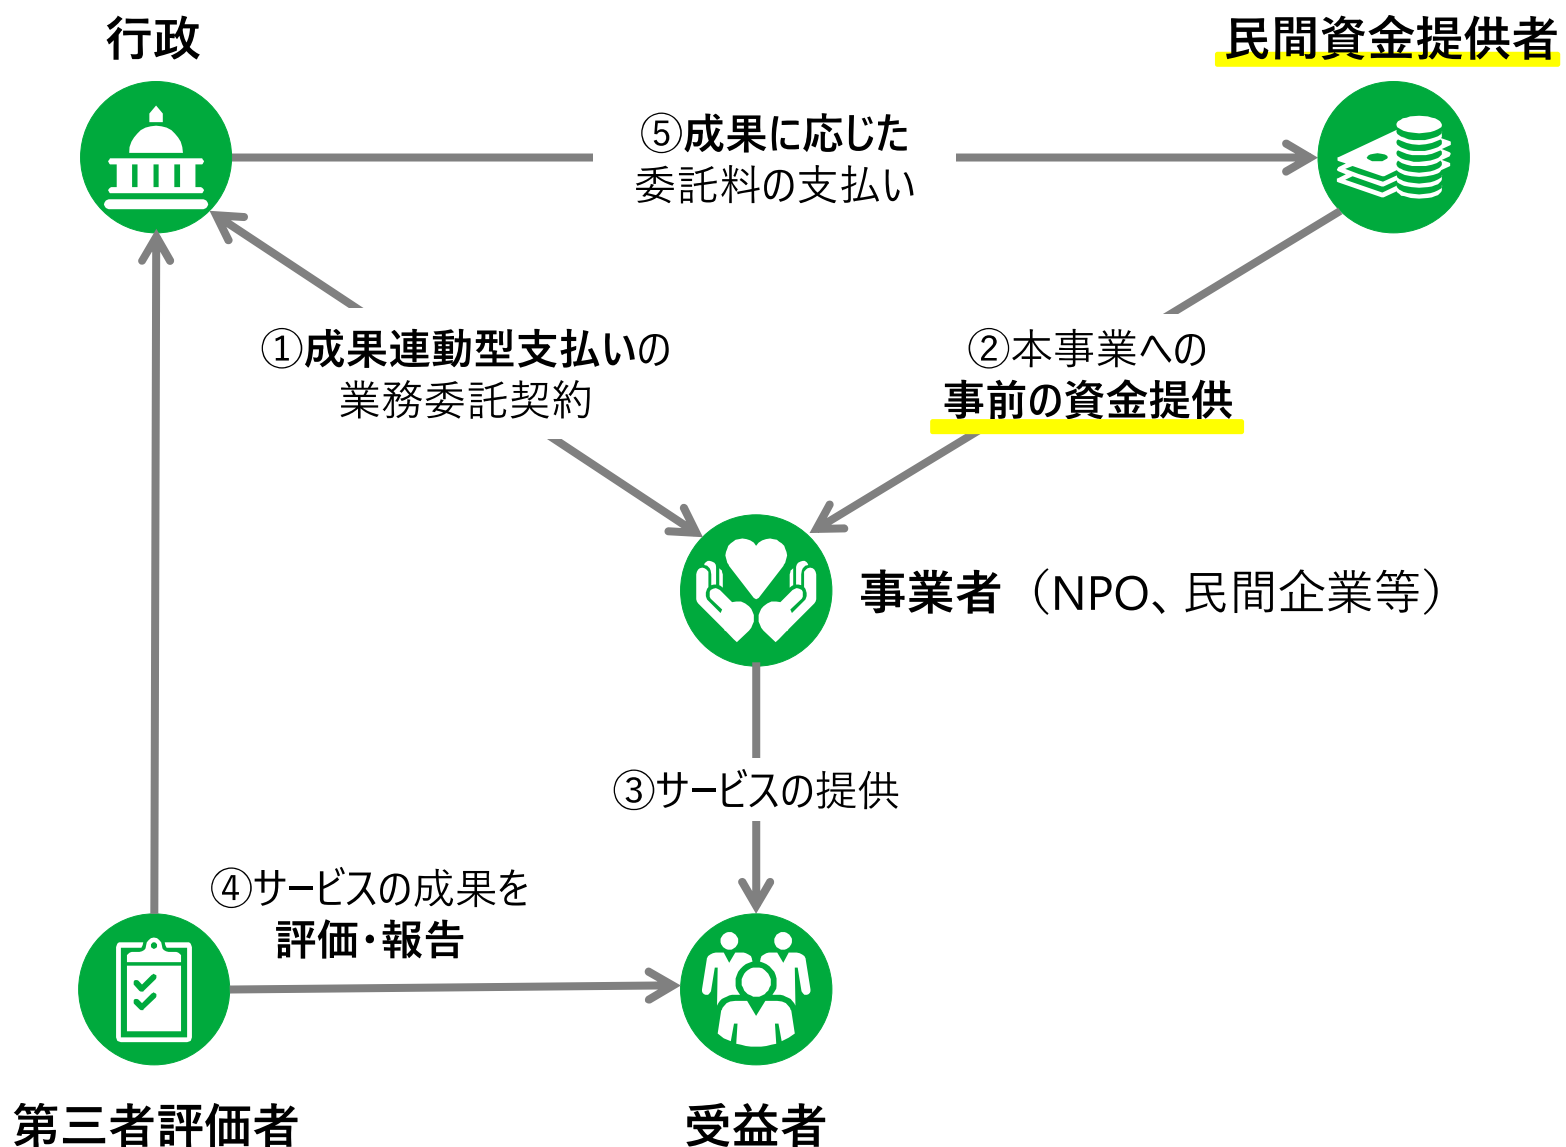 行政
民間資金提供者
⑤成果に応じた
委託料の支払い
①成果連動型支払いの
業務委託契約
②本事業への
事前の資金提供
事業者（NPO、民間企業等）
③サービスの提供
④サービスの成果を
評価・報告
第三者評価者
受益者